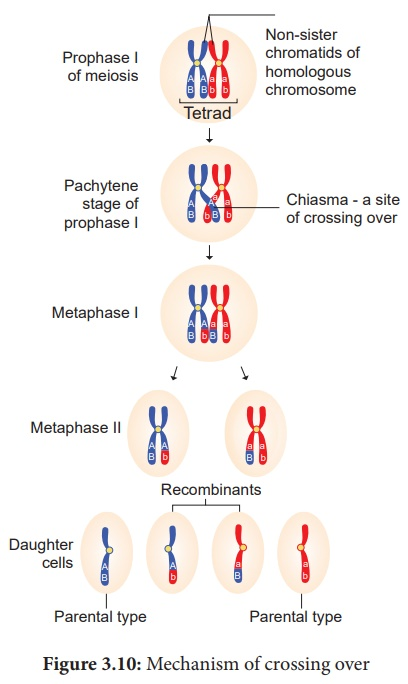 Prophase I
of meiosis
Non-sister
chromatids of
homologous
chromosome
A A a a
B B b b
Tetrad
Pachytene
stage of
prophase I
A a A a
B b B b
Chiasma - a site
of crossing over
Metaphase I
A A a a
B b B b
Metaphase II
A A
B b
a a
B b
Recombinants
Daughter
cells
A
B
A
b
a
B
a
b
Parental type
Parental type
Figure 3.10: Mechanism of crossing over